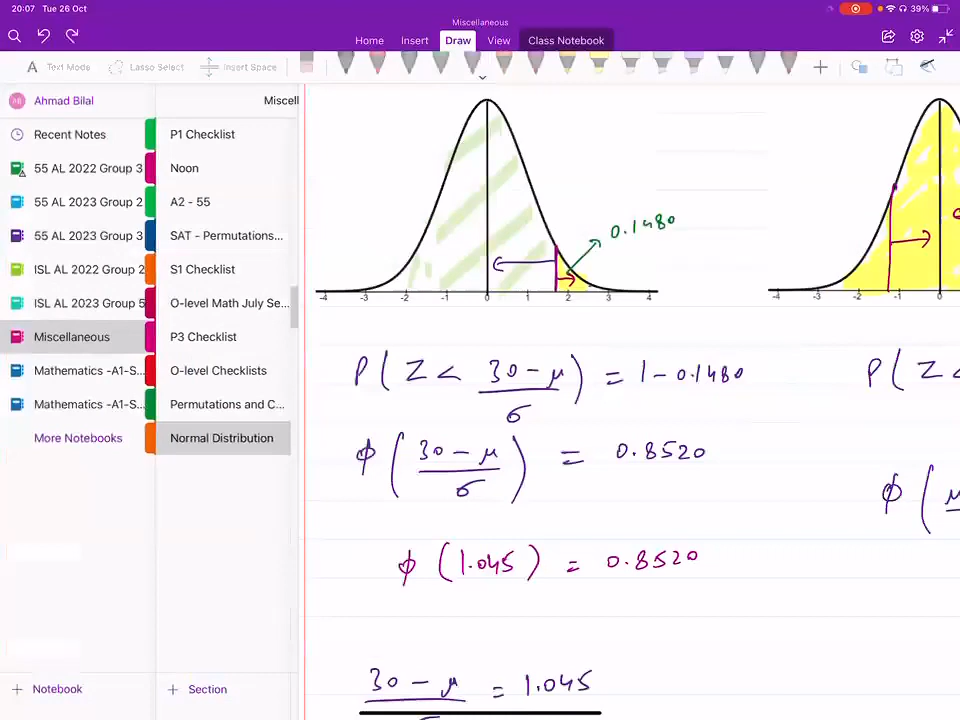 20:07 Tue 26 Oct 39%
Miscellaneous
Home Insert Draw View Class Notebook
A Text Mode Lasso Select Insert Space
AB Ahmad Bilal Miscell
Recent Notes P1 Checklist
55 AL 2022 Group 3 Noon
55 AL 2023 Group 2 A2 - 55
55 AL 2023 Group 3 SAT - Permutations...
ISL AL 2022 Group 2 S1 Checklist
ISL AL 2023 Group 5 O-level Math July Se...
Miscellaneous P3 Checklist
Mathematics -A1-S... O-level Checklists
Mathematics -A1-S... Permutations and C...
More Notebooks Normal Distribution
+ Notebook + Section
0.1480
-4 -3 -2 -1 0 1 2 3 4
-4 -3 -2 -1 0
P ( Z < (30 - μ)/σ ) = 1 - 0.1480
P ( Z <
φ ( (30 - μ)/σ ) = 0.8520
φ ( μ
φ (1.045) = 0.8520
(30 - μ)/σ = 1.045